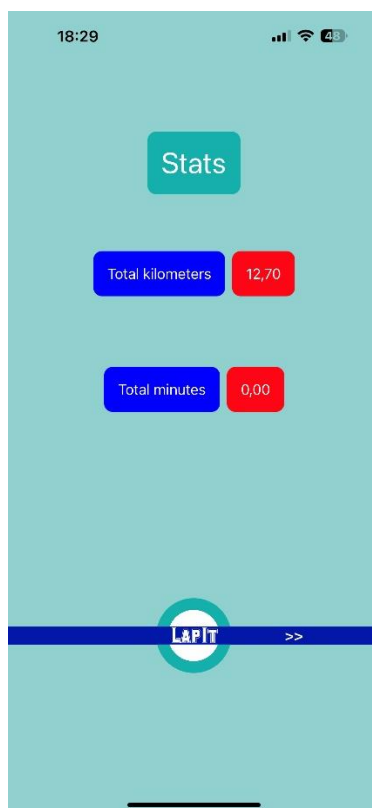 18:29 48
Stats
Total kilometers 12,70
Total minutes 0,00
LAPIT >>